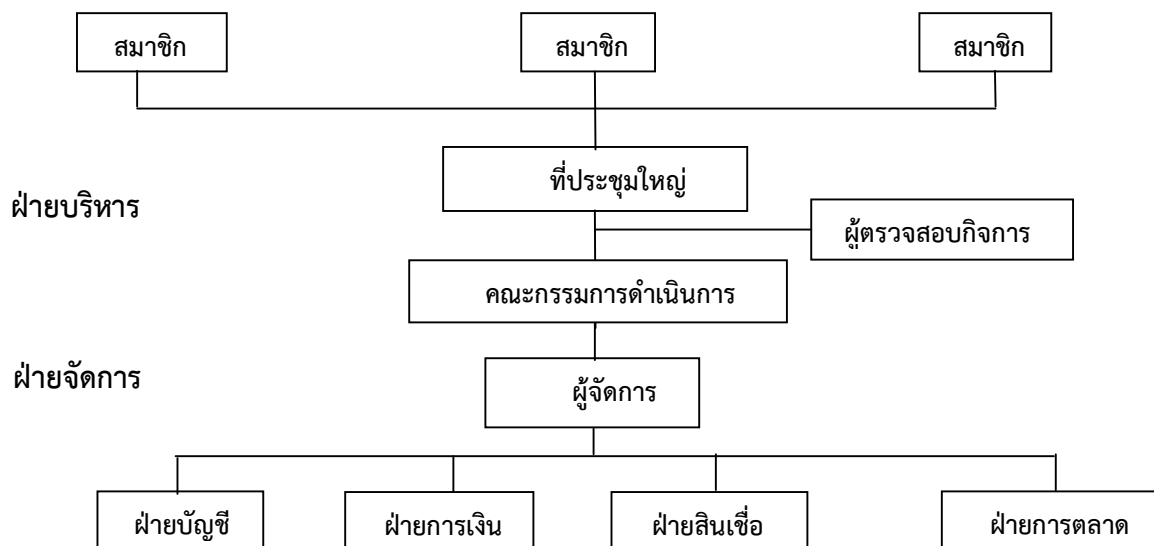 สมาชิก
สมาชิก
สมาชิก
ที่ประชุมใหญ่
ฝ่ายบริหาร
ผู้ตรวจสอบกิจการ
คณะกรรมการดำเนินการ
ฝ่ายจัดการ
ผู้จัดการ
ฝ่ายบัญชี
ฝ่ายการเงิน
ฝ่ายสินเชื่อ
ฝ่ายการตลาด